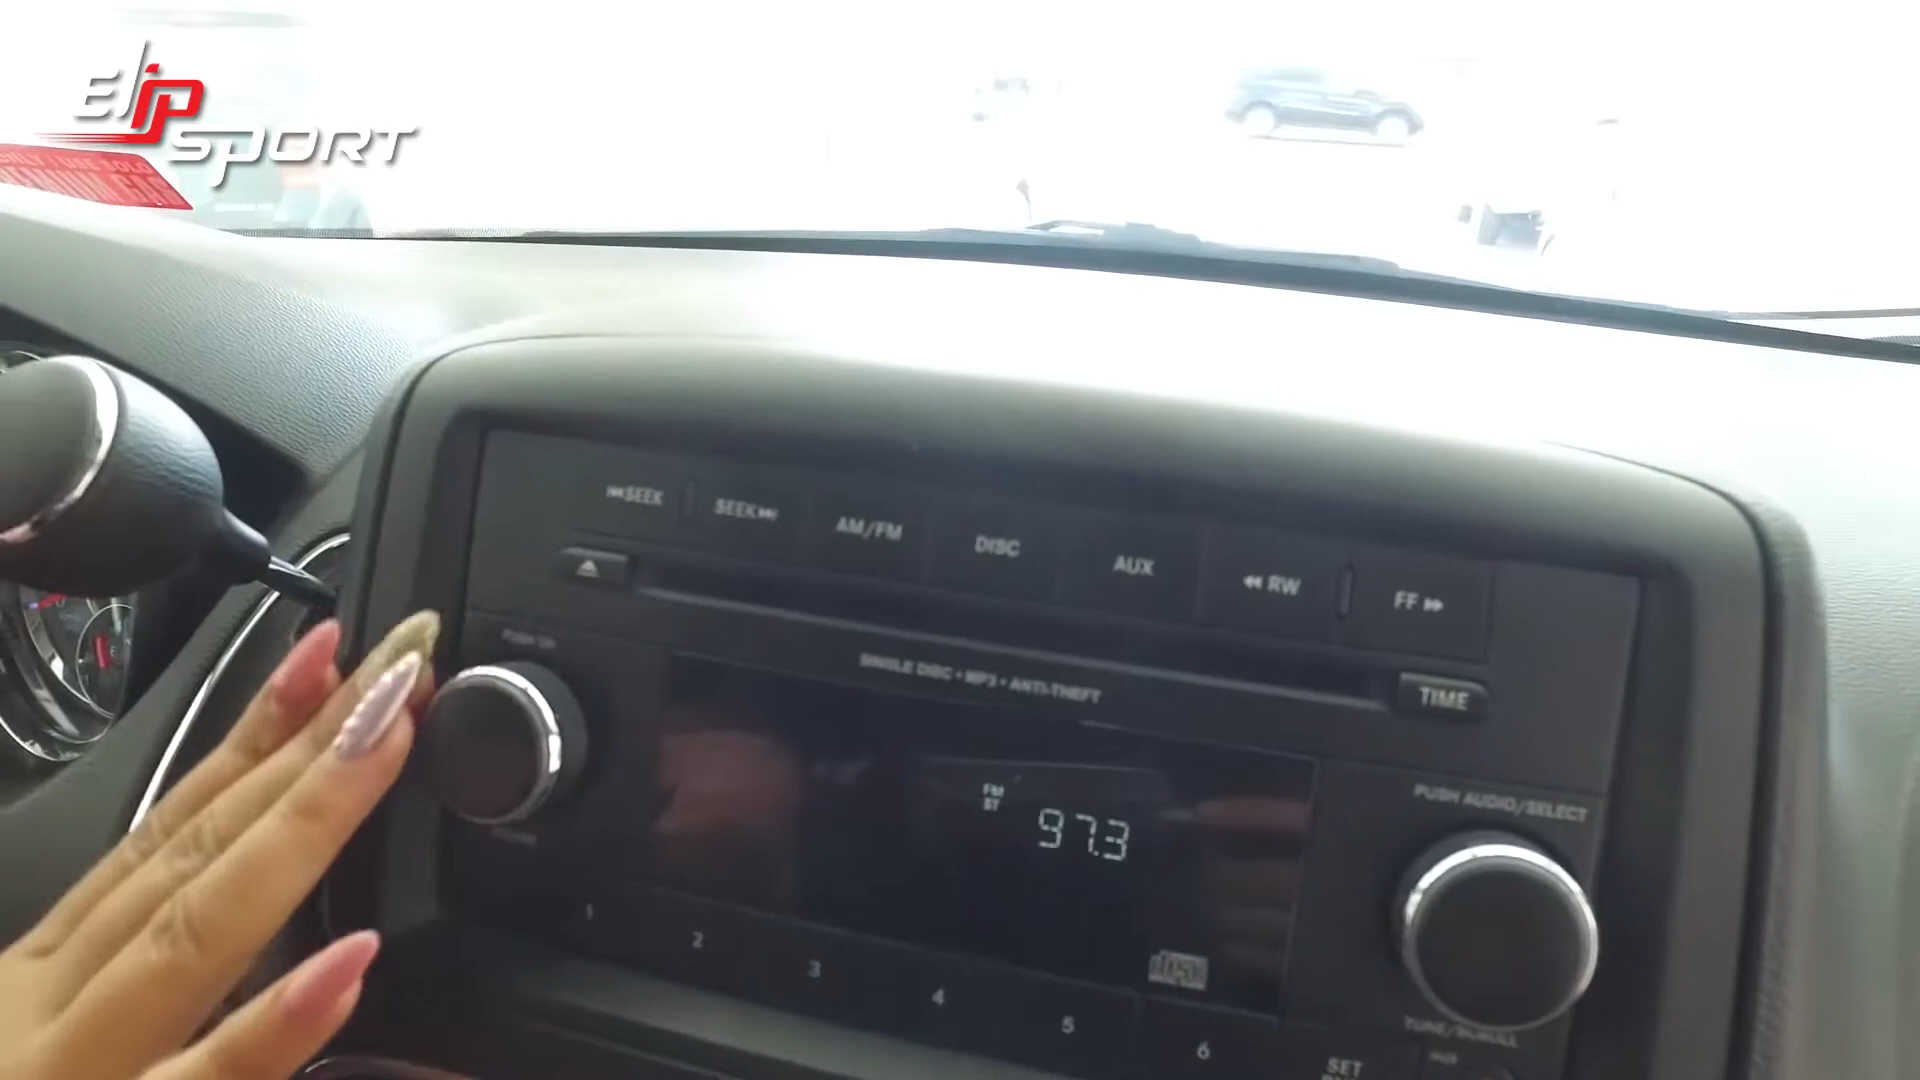 Elip
SPORT
⏮SEEK
SEEK⏭
AM/FM
DISC
AUX
◀◀ RW
FF ▶▶
SINGLE DISC • MP3 • ANTI-THEFT
TIME
FM
ST
97.3
PUSH AUDIO/SELECT
1
2
3
4
5
6
TUNE/SCROLL
SET